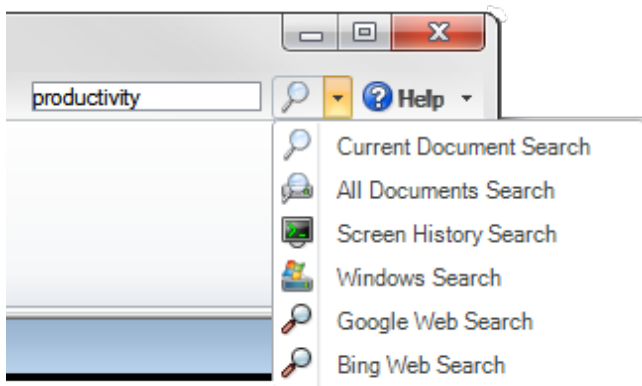 productivity
Help
Current Document Search
All Documents Search
Screen History Search
Windows Search
Google Web Search
Bing Web Search